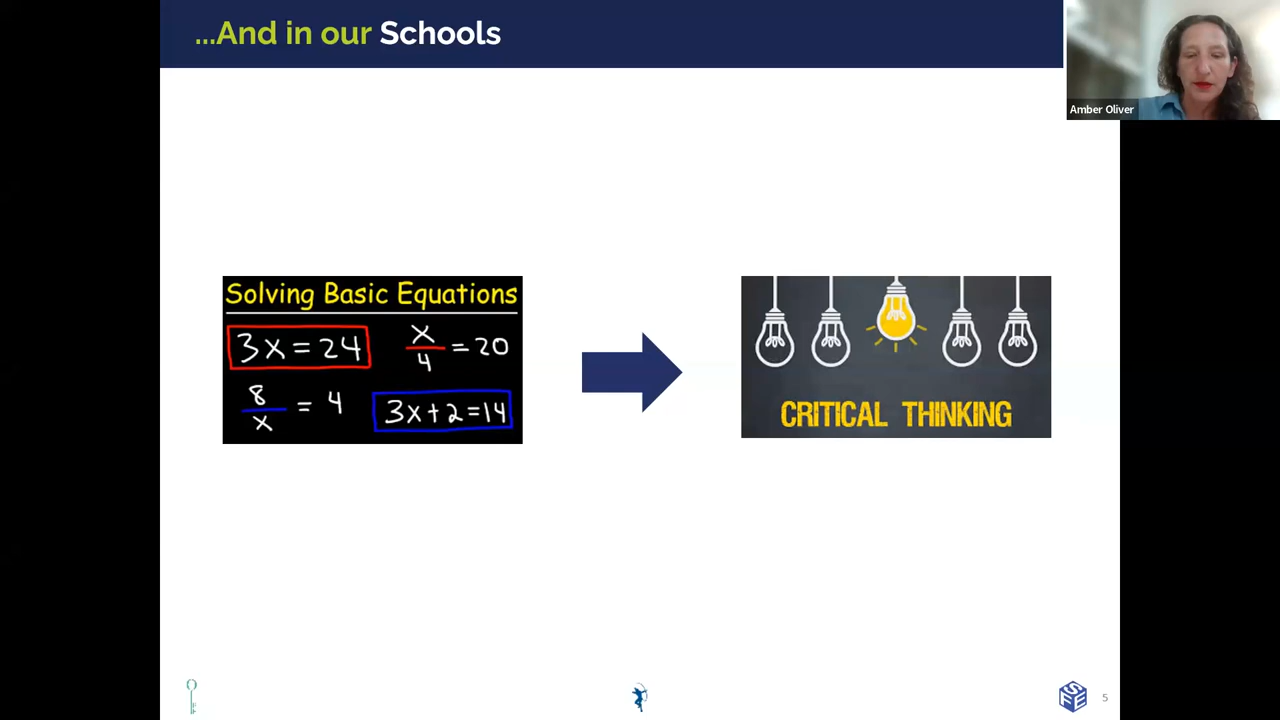 ...And in our Schools
Amber Oliver
Solving Basic Equations
3x = 24
x/4 = 20
8/x = 4
3x + 2 = 14
CRITICAL THINKING
SFE
5